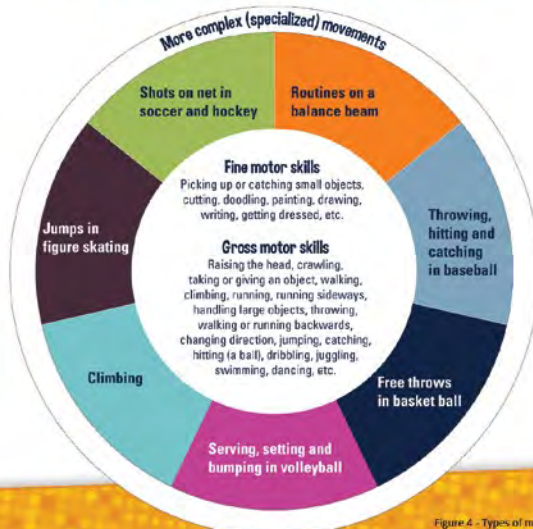 More complex (specialized) movements
Shots on net in
soccer and hockey
Routines on a
balance beam
Jumps in
figure skating
Fine motor skills
Picking up or catching small objects,
cutting, doodling, painting, drawing,
writing, getting dressed, etc.
Gross motor skills
Raising the head, crawling,
taking or giving an object, walking,
climbing, running, running sideways,
handling large objects, throwing,
walking or running backwards,
changing direction, jumping, catching,
hitting (a ball), dribbling, juggling,
swimming, dancing, etc.
Throwing,
hitting and
catching
in baseball
Climbing
Free throws
in basket ball
Serving, setting and
bumping in volleyball
Figure 4 - Types of